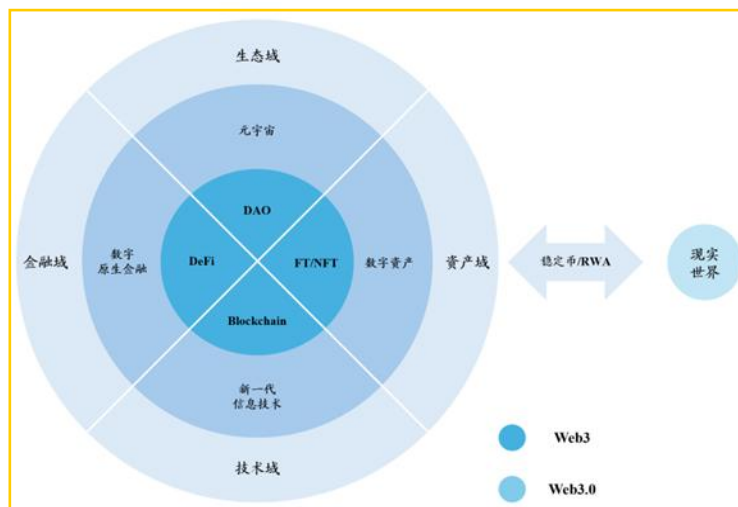 生态域
元宇宙
DAO
金融域
数字
原生金融
DeFi
FT/NFT
数字资产
资产域
稳定币/RWA
现实
世界
Blockchain
新一代
信息技术
技术域
Web3
Web3.0